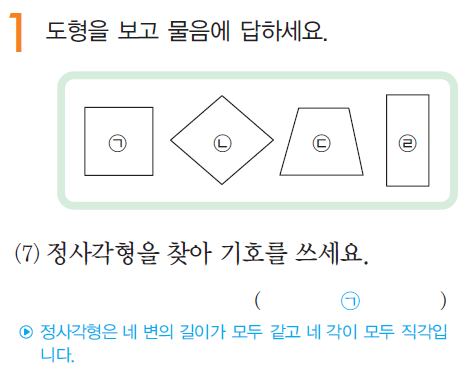 1 도형을 보고 물음에 답하세요.
㉠ ㉡ ㉢ ㉣
(7) 정사각형을 찾아 기호를 쓰세요.
( ㉠ )
정사각형은 네 변의 길이가 모두 같고 네 각이 모두 직각입
니다.